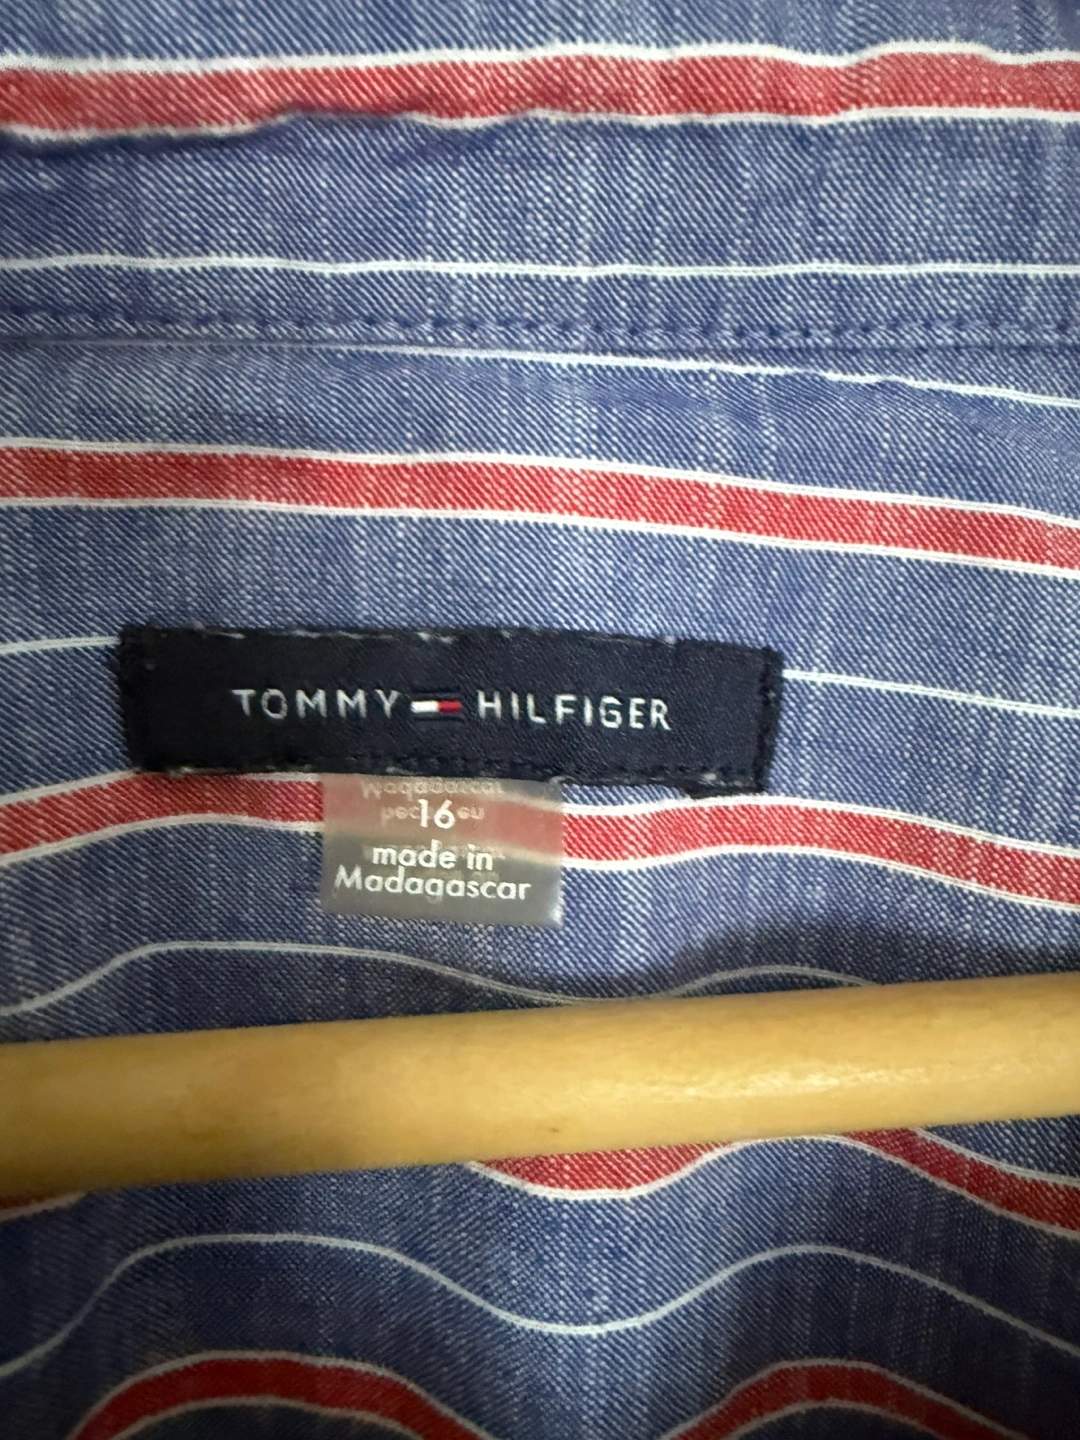 TOMMY HILFIGER
16
made in
Madagascar